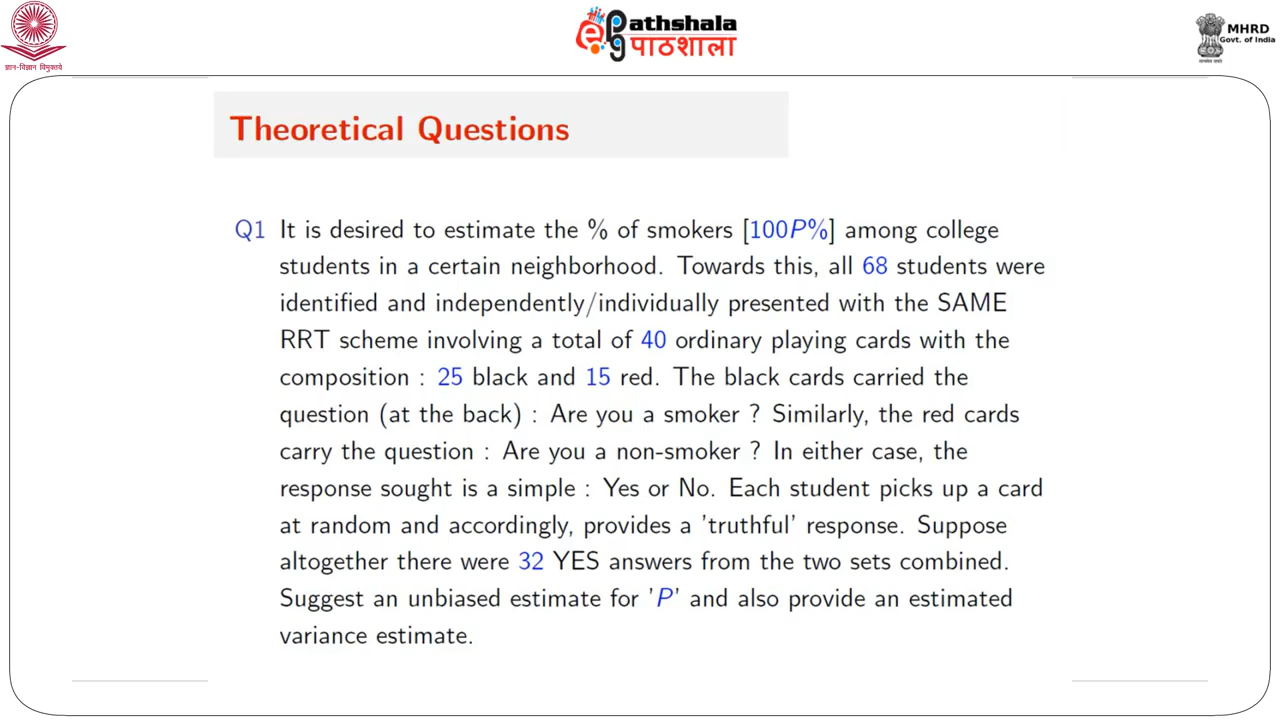 ज्ञान-विज्ञान विमुक्तये
e Pathshala
pg पाठशाला
MHRD
Govt. of India
सत्यमेव जयते
Theoretical Questions
Q1 It is desired to estimate the % of smokers [100P%] among college
students in a certain neighborhood. Towards this, all 68 students were
identified and independently/individually presented with the SAME
RRT scheme involving a total of 40 ordinary playing cards with the
composition : 25 black and 15 red. The black cards carried the
question (at the back) : Are you a smoker ? Similarly, the red cards
carry the question : Are you a non-smoker ? In either case, the
response sought is a simple : Yes or No. Each student picks up a card
at random and accordingly, provides a 'truthful' response. Suppose
altogether there were 32 YES answers from the two sets combined.
Suggest an unbiased estimate for 'P' and also provide an estimated
variance estimate.